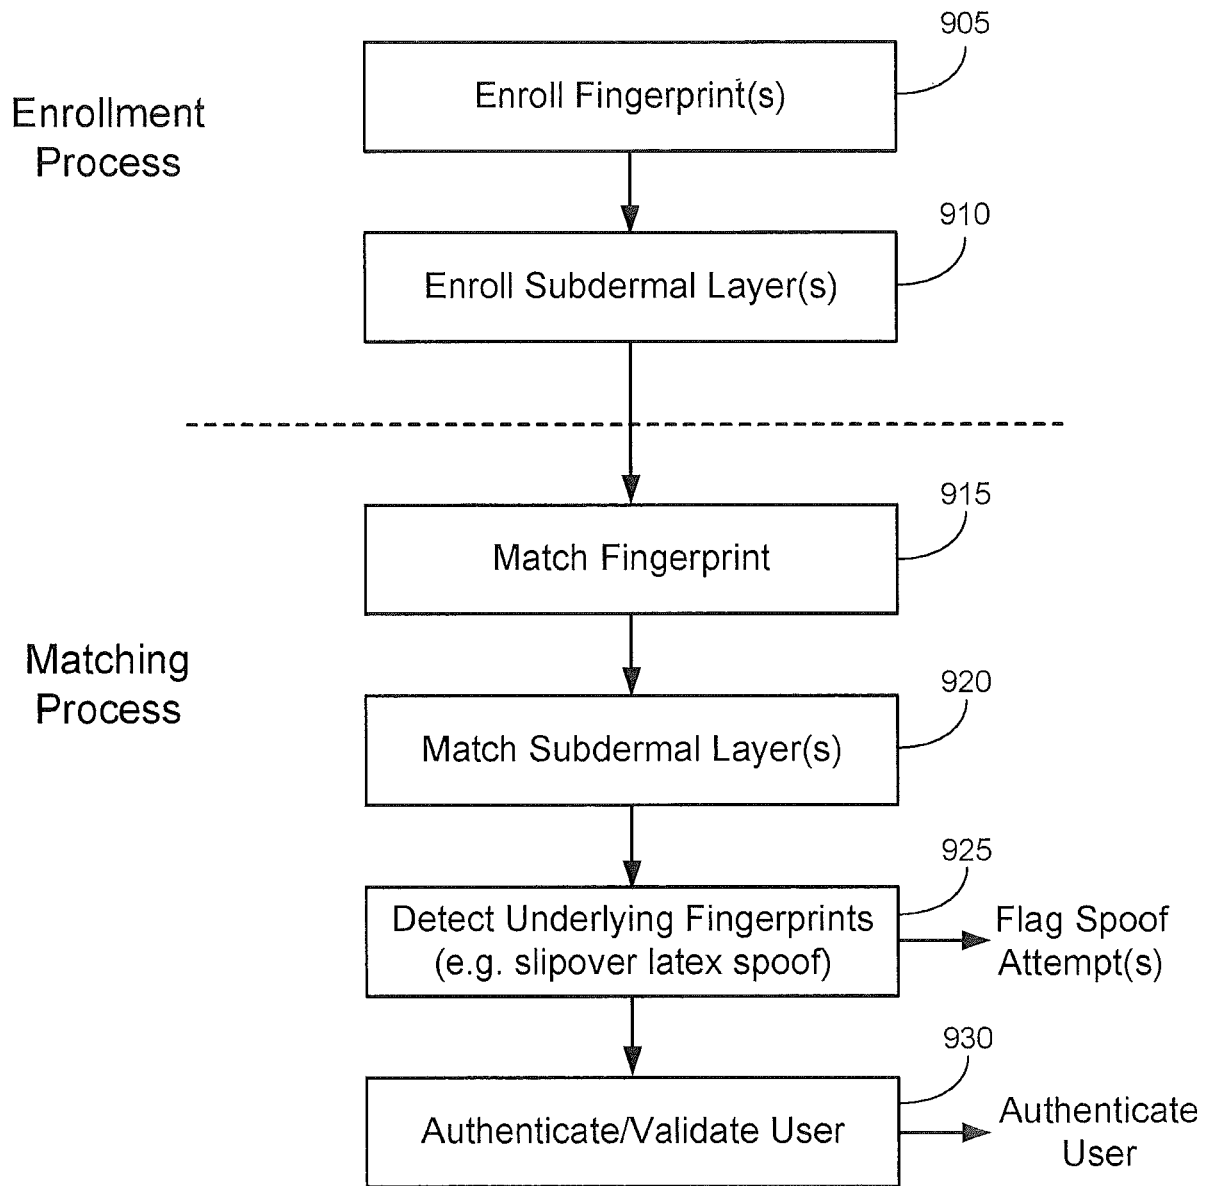 905
Enroll Fingerprint(s)
Enrollment
Process
910
Enroll Subdermal Layer(s)
915
Match Fingerprint
Matching
Process
920
Match Subdermal Layer(s)
925
Detect Underlying Fingerprints
(e.g. slipover latex spoof)
Flag Spoof
Attempt(s)
930
Authenticate/Validate User
Authenticate
User